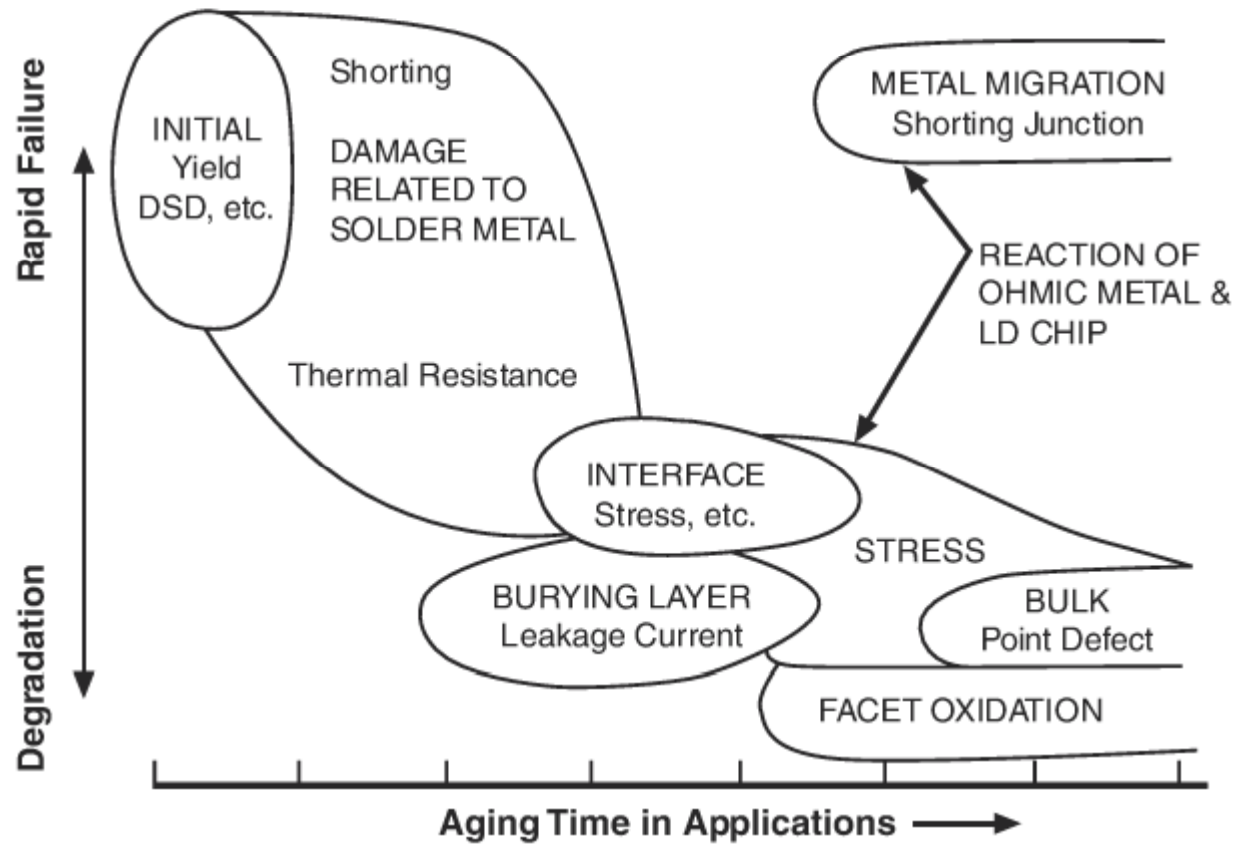 Rapid Failure
Degradation
INITIAL
Yield
DSD, etc.
Shorting
DAMAGE
RELATED TO
SOLDER METAL
Thermal Resistance
METAL MIGRATION
Shorting Junction
REACTION OF
OHMIC METAL &
LD CHIP
INTERFACE
Stress, etc.
STRESS
BURYING LAYER
Leakage Current
BULK
Point Defect
FACET OXIDATION
Aging Time in Applications